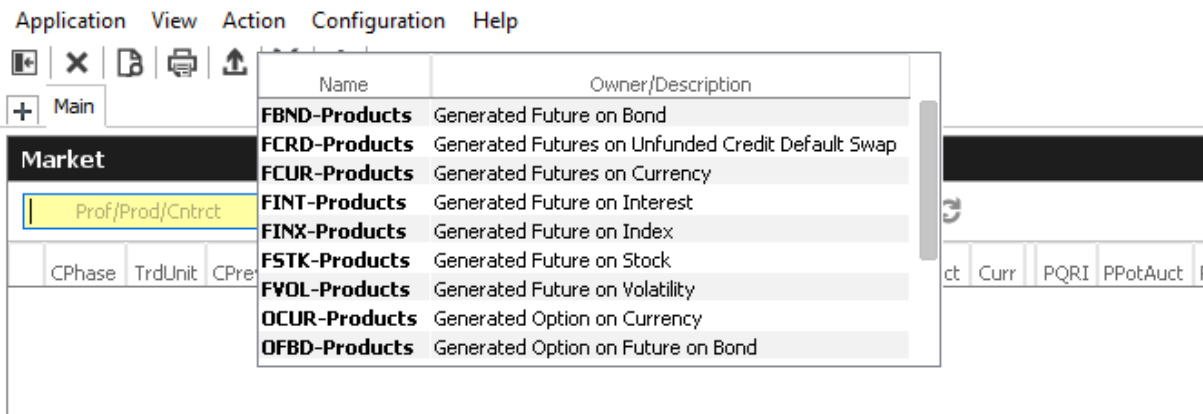 Application View Action Configuration Help
Main
Market
Prof/Prod/Cntrct
Name Owner/Description
FBND-Products Generated Future on Bond
FCRD-Products Generated Futures on Unfunded Credit Default Swap
FCUR-Products Generated Futures on Currency
FINT-Products Generated Future on Interest
FINX-Products Generated Future on Index
FSTK-Products Generated Future on Stock
FVOL-Products Generated Future on Volatility
OCUR-Products Generated Option on Currency
OFBD-Products Generated Option on Future on Bond
CPhase TrdUnit CPre ct Curr PQRI PPotAuct